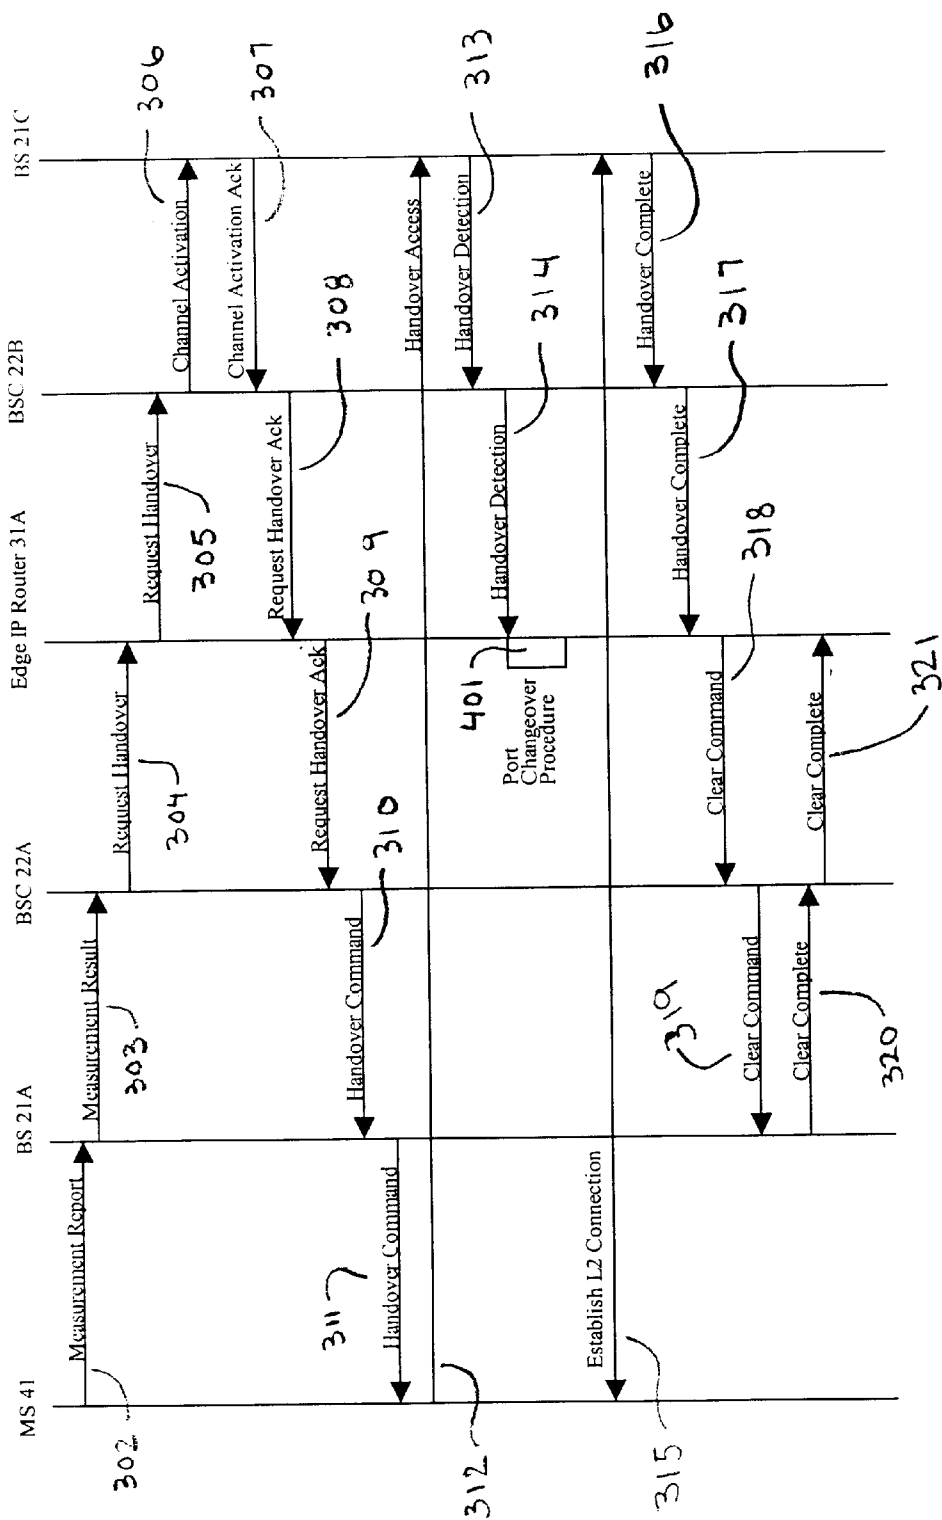 MS 41
BS 21A
BSC 22A
Edge IP Router 31A
BSC 22B
BS 21C
Measurement Report
302
Measurement Result
303
Request Handover
304
Request Handover
305
Channel Activation
306
Channel Activation Ack
307
Request Handover Ack
308
Request Handover Ack
309
Handover Command
310
Handover Command
311
Handover Access
312
Handover Detection
313
Handover Detection
314
401
Port
Changeover
Procedure
Establish L2 Connection
315
Handover Complete
316
Handover Complete
317
Clear Command
318
Clear Command
319
Clear Complete
320
Clear Complete
321